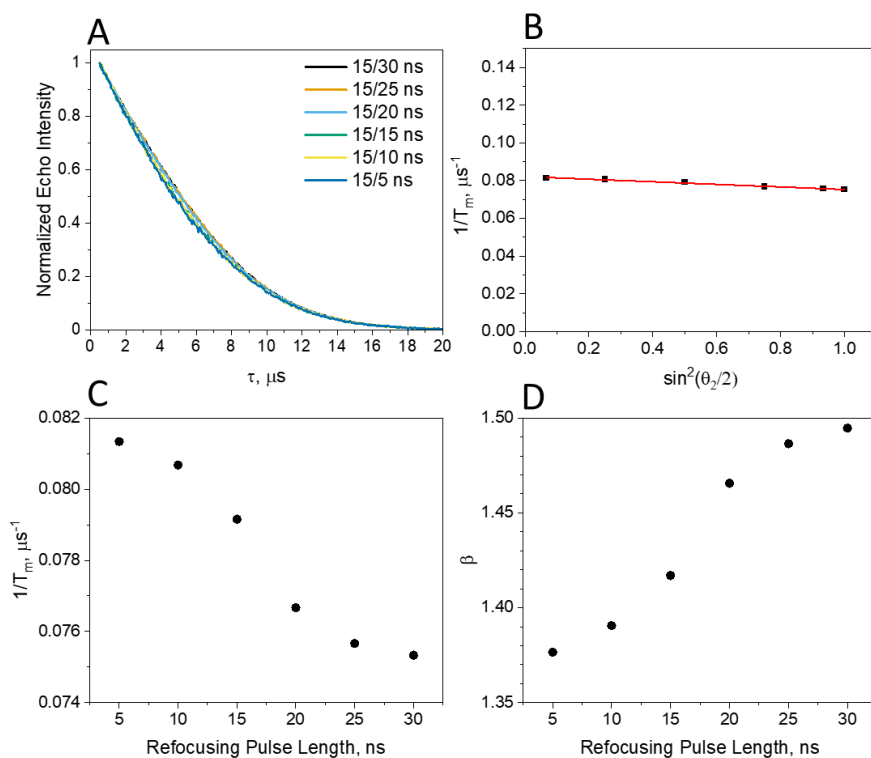 A
15/30 ns
15/25 ns
15/20 ns
15/15 ns
15/10 ns
15/5 ns
Normalized Echo Intensity
1
0.8
0.6
0.4
0.2
0
0 2 4 6 8 10 12 14 16 18 20
τ, μs
B
1/Tm, μs-1
0.14
0.12
0.10
0.08
0.06
0.04
0.02
0.00
0.0 0.2 0.4 0.6 0.8 1.0
sin²(θ₂/2)
C
1/Tm, μs-1
0.082
0.080
0.078
0.076
0.074
5 10 15 20 25 30
Refocusing Pulse Length, ns
D
β
1.50
1.45
1.40
1.35
5 10 15 20 25 30
Refocusing Pulse Length, ns